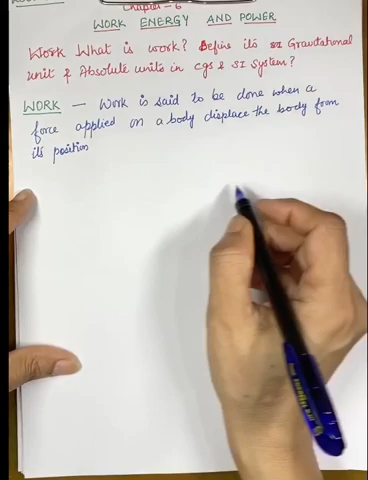 Chapter - 6
WORK ENERGY AND POWER
Work What is work? Define its SI Gravitational
unit & Absolute units in cgs & SI System?
WORK — Work is said to be done when a
force applied on a body displace the body from
its position